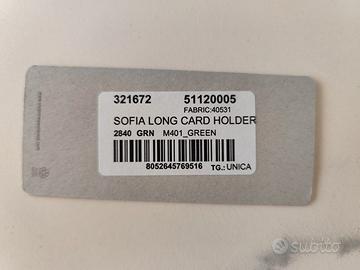 321672 51120005
FABRIC:40531
SOFIA LONG CARD HOLDER
2840 GRN M401_GREEN
8052645769516 TG.: UNICA
subito